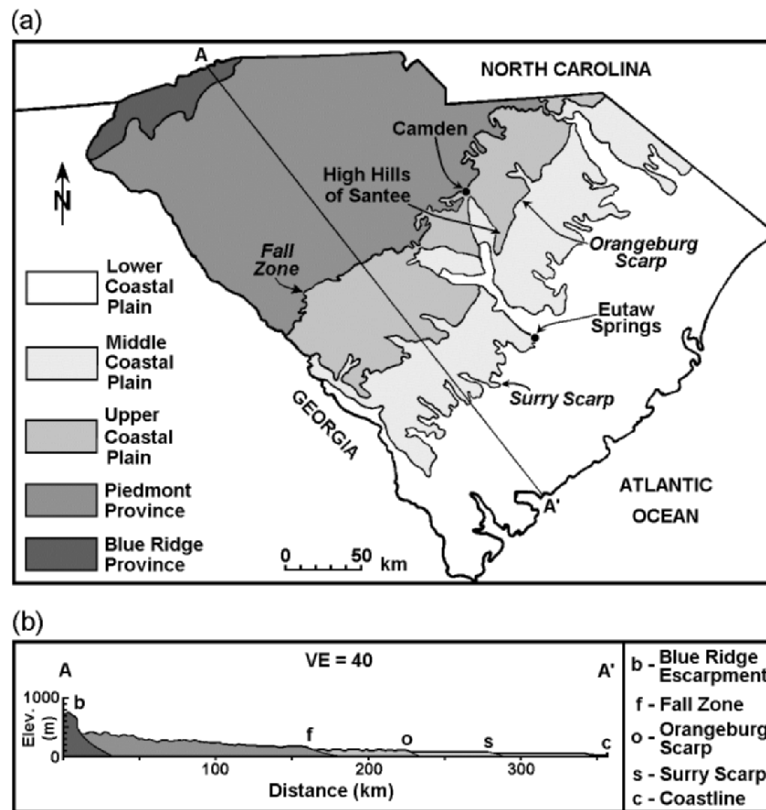 (a)
A
NORTH CAROLINA
Camden
High Hills
of Santee
N
Orangeburg
Scarp
Fall
Zone
Lower
Coastal
Plain
Eutaw
Springs
Middle
Coastal
Plain
Surry Scarp
GEORGIA
Upper
Coastal
Plain
Piedmont
Province
A'
ATLANTIC
OCEAN
Blue Ridge
Province
0 50
km
(b)
A
VE = 40
A'
1000
0
Elev.
(m)
b
f
o
s
c
100 200 300
Distance (km)
b - Blue Ridge
Escarpment
f - Fall Zone
o - Orangeburg
Scarp
s - Surry Scarp
c - Coastline